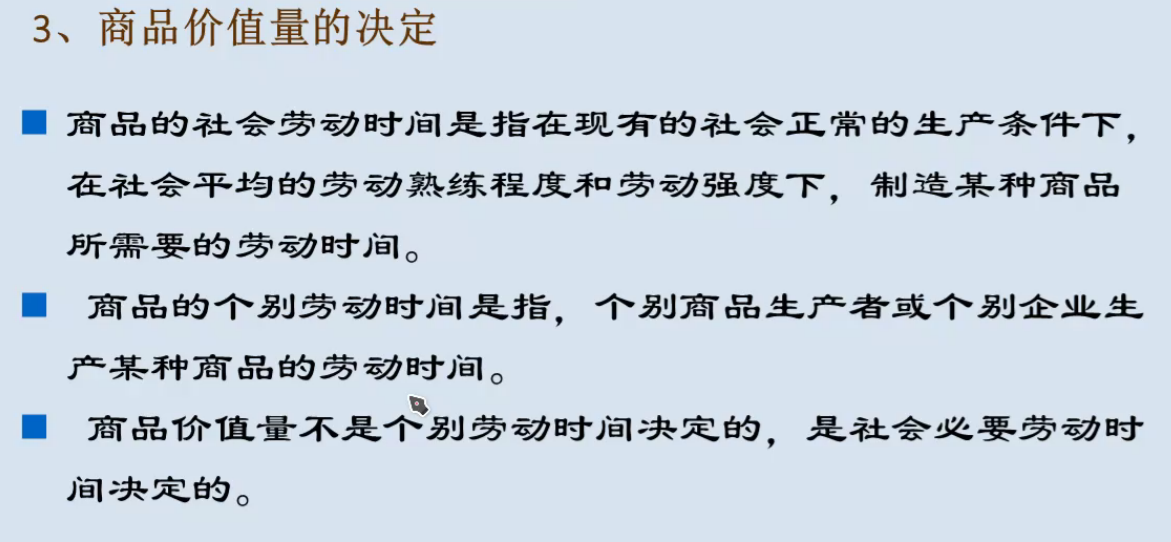 3、商品价值量的决定
商品的社会劳动时间是指在现有的社会正常的生产条件下，
在社会平均的劳动熟练程度和劳动强度下，制造某种商品
所需要的劳动时间。
商品的个别劳动时间是指，个别商品生产者或个别企业生
产某种商品的劳动时间。
商品价值量不是个别劳动时间决定的，是社会必要劳动时
间决定的。